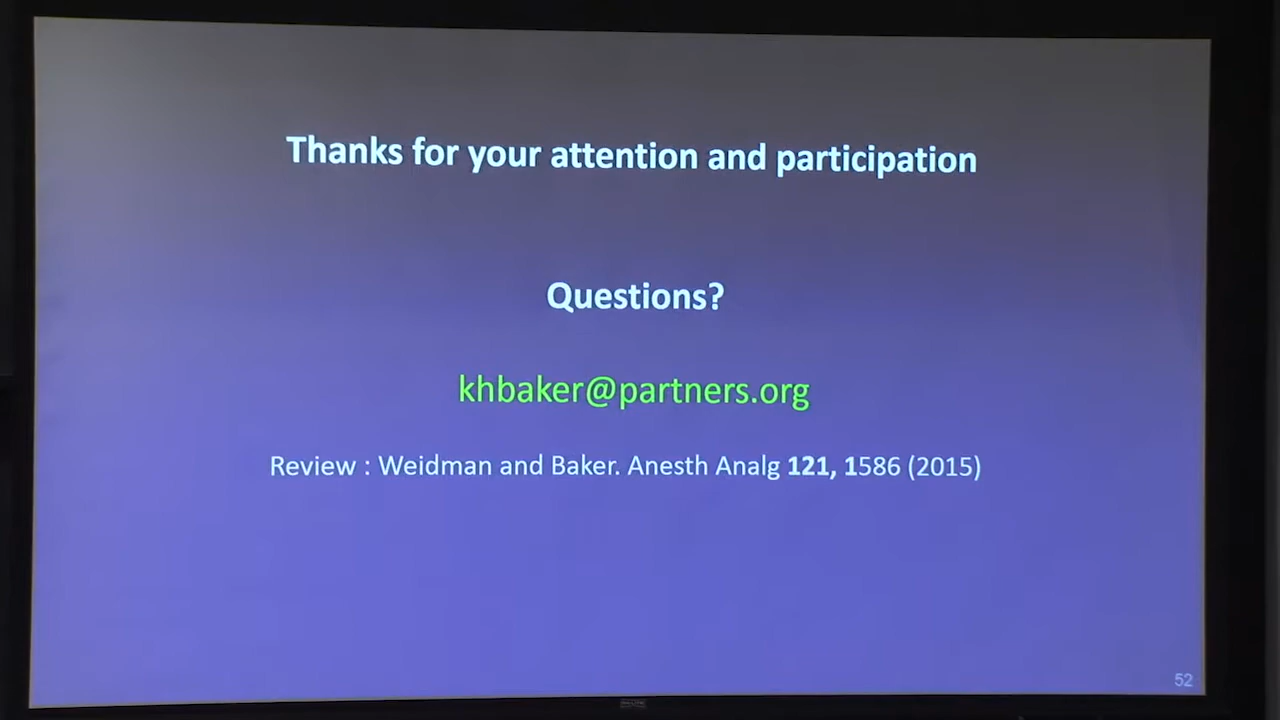 Thanks for your attention and participation
Questions?
khbaker@partners.org
Review : Weidman and Baker. Anesth Analg 121, 1586 (2015)
52